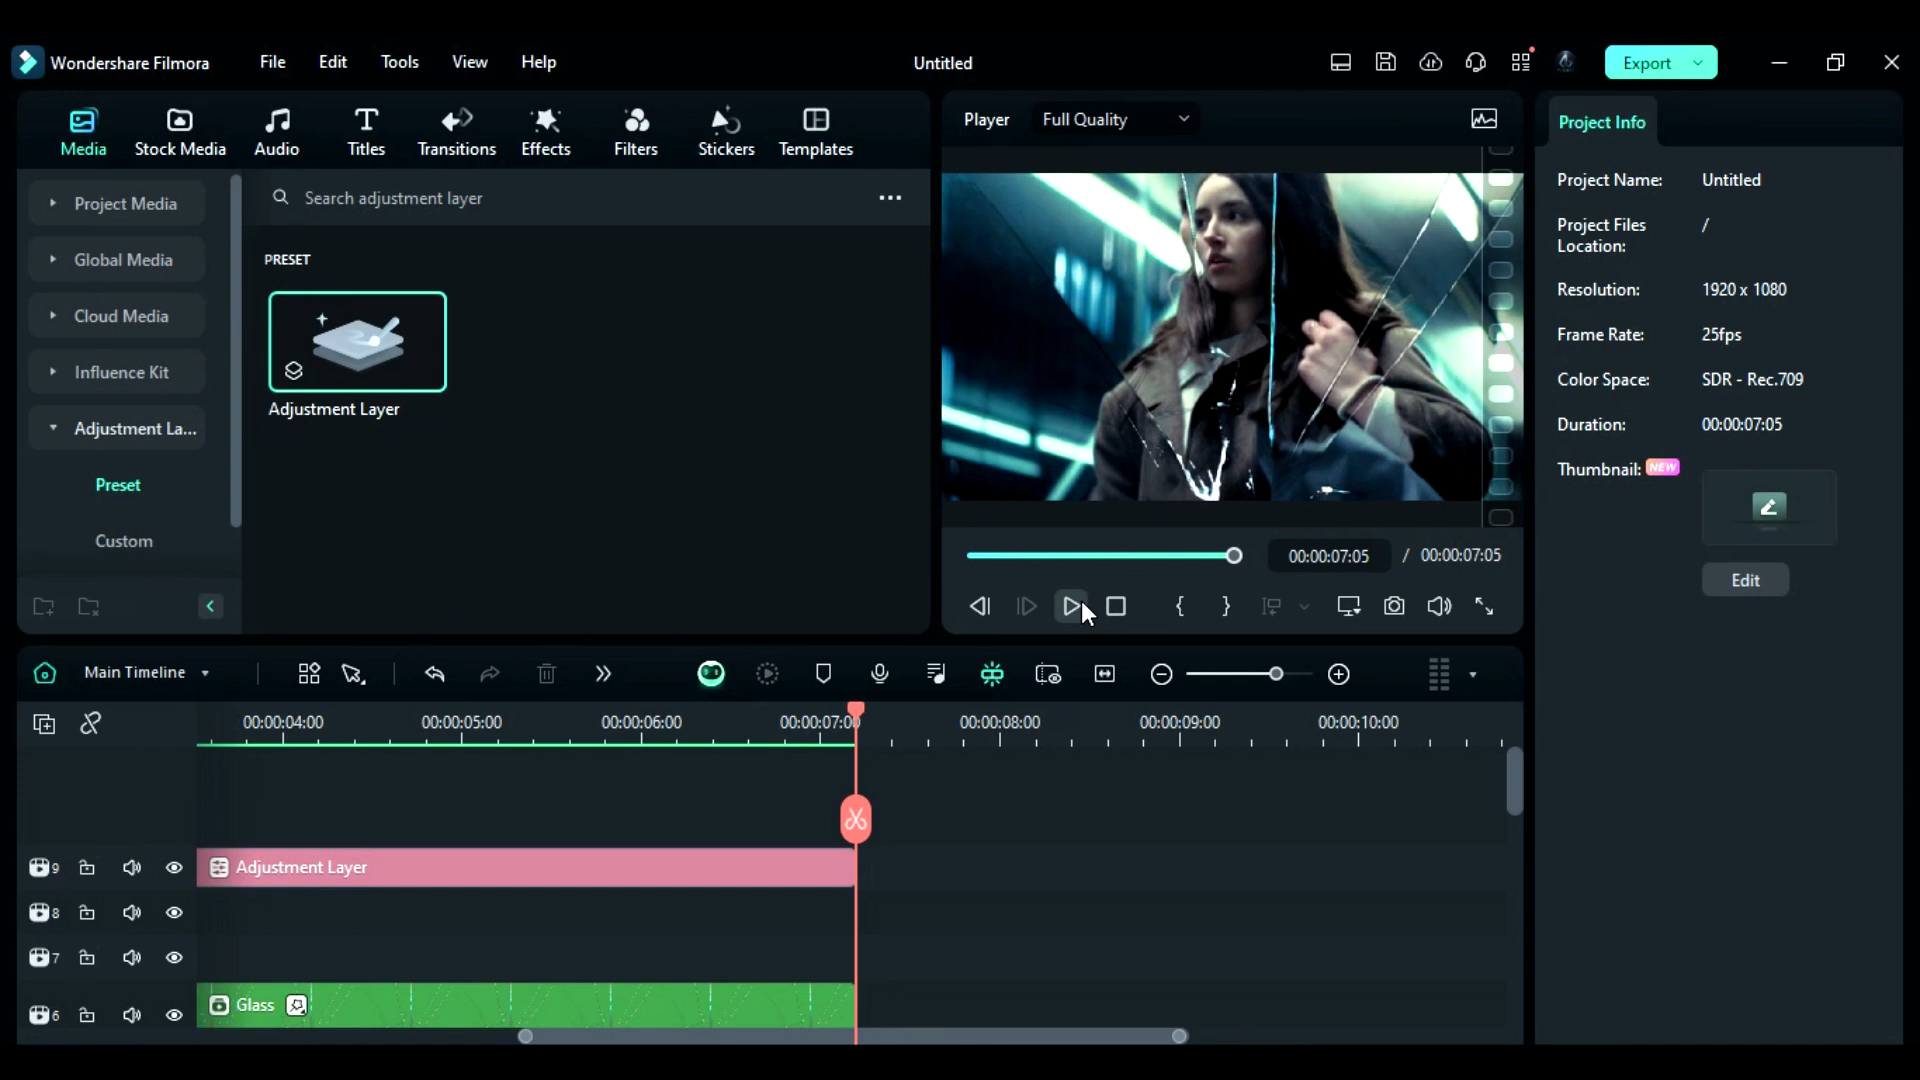 Wondershare Filmora File Edit Tools View Help Untitled Export
Media Stock Media Audio Titles Transitions Effects Filters Stickers Templates
Project Media
Global Media
Cloud Media
Influence Kit
Adjustment La...
Preset
Custom
Search adjustment layer
PRESET
Adjustment Layer
Player Full Quality
00:00:07:05 / 00:00:07:05
Project Info
Project Name: Untitled
Project Files Location: /
Resolution: 1920 x 1080
Frame Rate: 25fps
Color Space: SDR - Rec.709
Duration: 00:00:07:05
Thumbnail: NEW
Edit
Main Timeline
00:00:04:00 00:00:05:00 00:00:06:00 00:00:07:00 00:00:08:00 00:00:09:00 00:00:10:00
9 Adjustment Layer
8
7
6 Glass